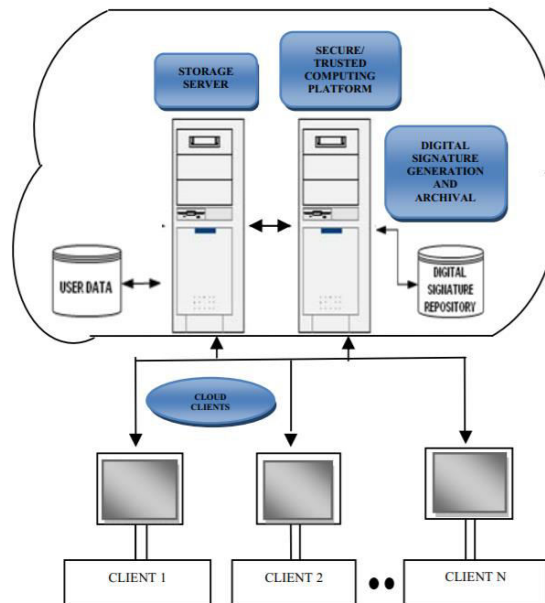 STORAGE
SERVER
SECURE/
TRUSTED
COMPUTING
PLATFORM
DIGITAL
SIGNATURE
GENERATION
AND
ARCHIVAL
USER DATA
DIGITAL
SIGNATURE
REPOSITORY
CLOUD
CLIENTS
CLIENT 1
CLIENT 2
CLIENT N